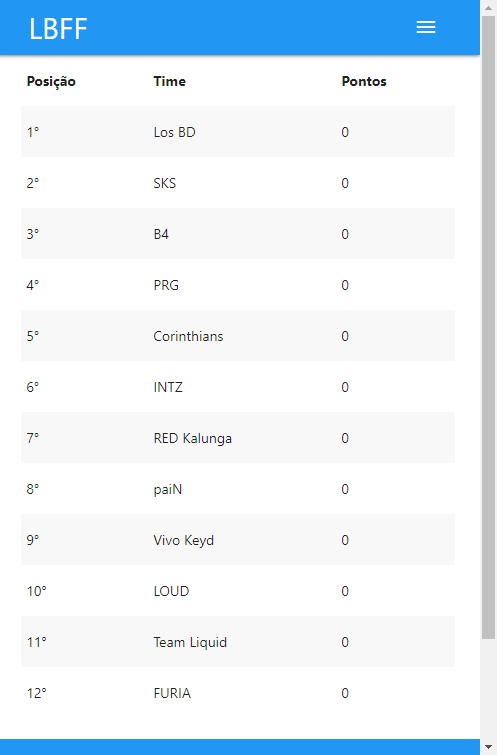 LBFF
Posição Time Pontos
1° Los BD 0
2° SKS 0
3° B4 0
4° PRG 0
5° Corinthians 0
6° INTZ 0
7° RED Kalunga 0
8° paiN 0
9° Vivo Keyd 0
10° LOUD 0
11° Team Liquid 0
12° FURIA 0